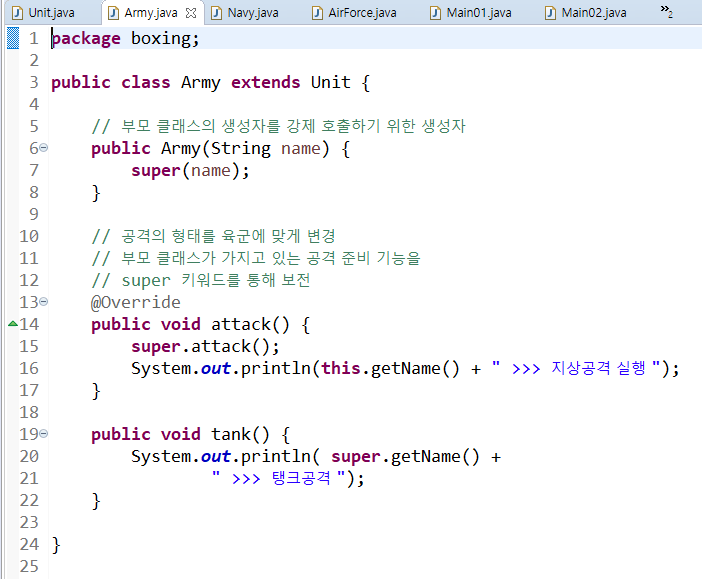 Unit.java Army.java Navy.java AirForce.java Main01.java Main02.java »2
1 package boxing;
2
3 public class Army extends Unit {
4
5 // 부모 클래스의 생성자를 강제 호출하기 위한 생성자
6 public Army(String name) {
7 super(name);
8 }
9
10 // 공격의 형태를 육군에 맞게 변경
11 // 부모 클래스가 가지고 있는 공격 준비 기능을
12 // super 키워드를 통해 보전
13 @Override
14 public void attack() {
15 super.attack();
16 System.out.println(this.getName() + " >>> 지상공격 실행 ");
17 }
18
19 public void tank() {
20 System.out.println( super.getName() +
21 " >>> 탱크공격 ");
22 }
23
24 }
25